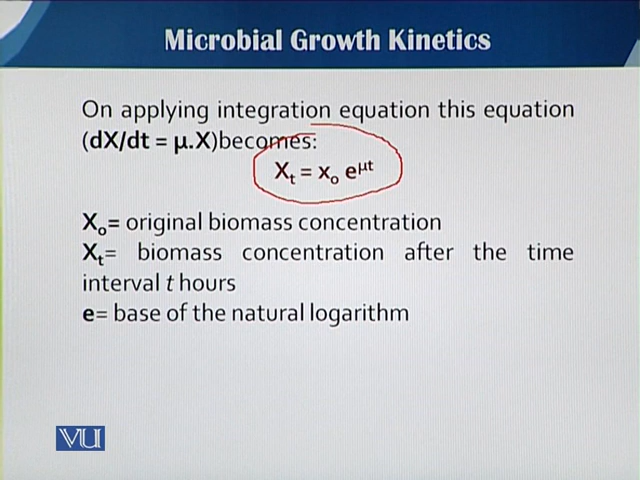 Microbial Growth Kinetics
On applying integration equation this equation
(dX/dt = µ.X)becomes:
Xₜ = xₒ e^µt
Xₒ= original biomass concentration
Xₜ= biomass concentration after the time
interval t hours
e= base of the natural logarithm
VU